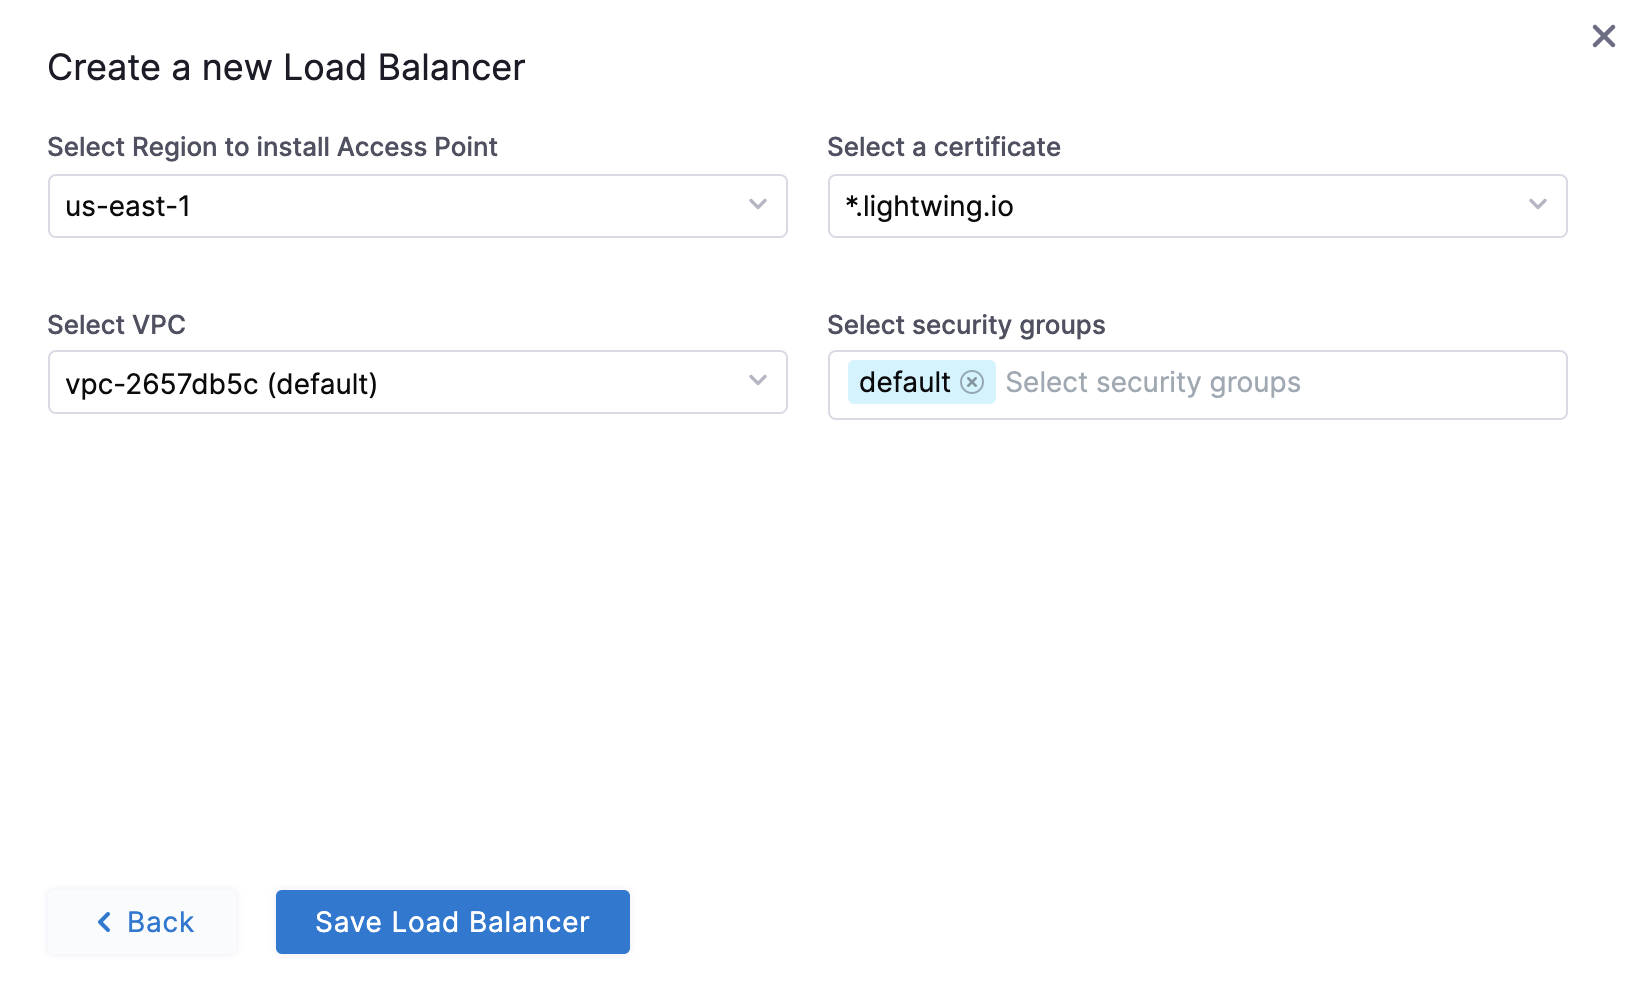 Create a new Load Balancer
Select Region to install Access Point
us-east-1
Select a certificate
*.lightwing.io
Select VPC
vpc-2657db5c (default)
Select security groups
default Select security groups
Back
Save Load Balancer